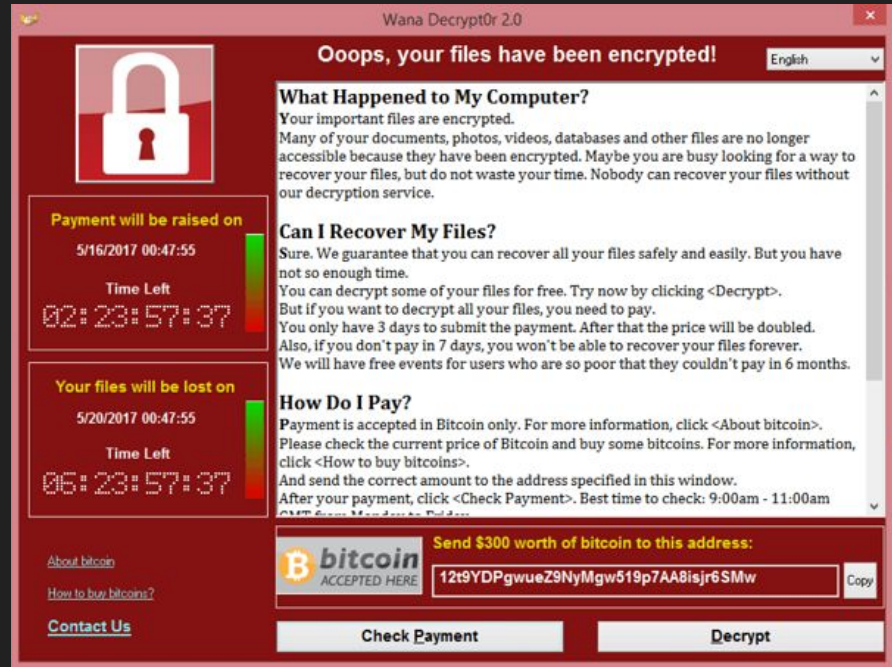 Wana Decrypt0r 2.0
Ooops, your files have been encrypted!
English
What Happened to My Computer?
Your important files are encrypted.
Many of your documents, photos, videos, databases and other files are no longer
accessible because they have been encrypted. Maybe you are busy looking for a way to
recover your files, but do not waste your time. Nobody can recover your files without
our decryption service.
Can I Recover My Files?
Sure. We guarantee that you can recover all your files safely and easily. But you have
not so enough time.
You can decrypt some of your files for free. Try now by clicking <Decrypt>.
But if you want to decrypt all your files, you need to pay.
You only have 3 days to submit the payment. After that the price will be doubled.
Also, if you don't pay in 7 days, you won't be able to recover your files forever.
We will have free events for users who are so poor that they couldn't pay in 6 months.
How Do I Pay?
Payment is accepted in Bitcoin only. For more information, click <About bitcoin>.
Please check the current price of Bitcoin and buy some bitcoins. For more information,
click <How to buy bitcoins>.
And send the correct amount to the address specified in this window.
After your payment, click <Check Payment>. Best time to check: 9:00am - 11:00am
GMT from Monday to Friday
Payment will be raised on
5/16/2017 00:47:55
Time Left
02:23:57:37
Your files will be lost on
5/20/2017 00:47:55
Time Left
06:23:57:37
About bitcoin
How to buy bitcoins?
Contact Us
bitcoin
ACCEPTED HERE
Send $300 worth of bitcoin to this address:
12t9YDPgwueZ9NyMgw519p7AA8isjr6SMw
Copy
Check Payment
Decrypt